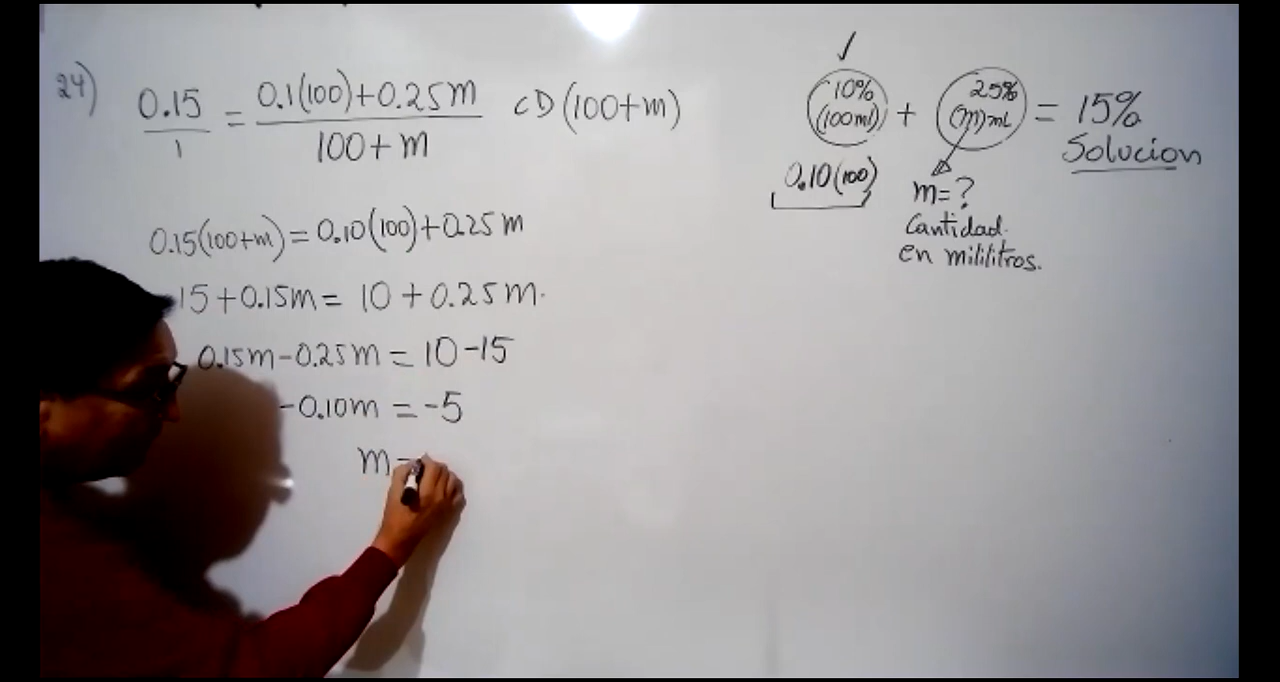 24) 0.15 = 0.1(100)+0.25m CD (100+m)
1 100+m
0.15(100+m) = 0.10(100)+0.25m
15+0.15m = 10+0.25m.
0.15m-0.25m = 10-15
-0.10m = -5
m=
✓
10% + 25% = 15%
(100ml) (m)mL Solucion
0.10(100)
m=?
Cantidad.
en mililitros.